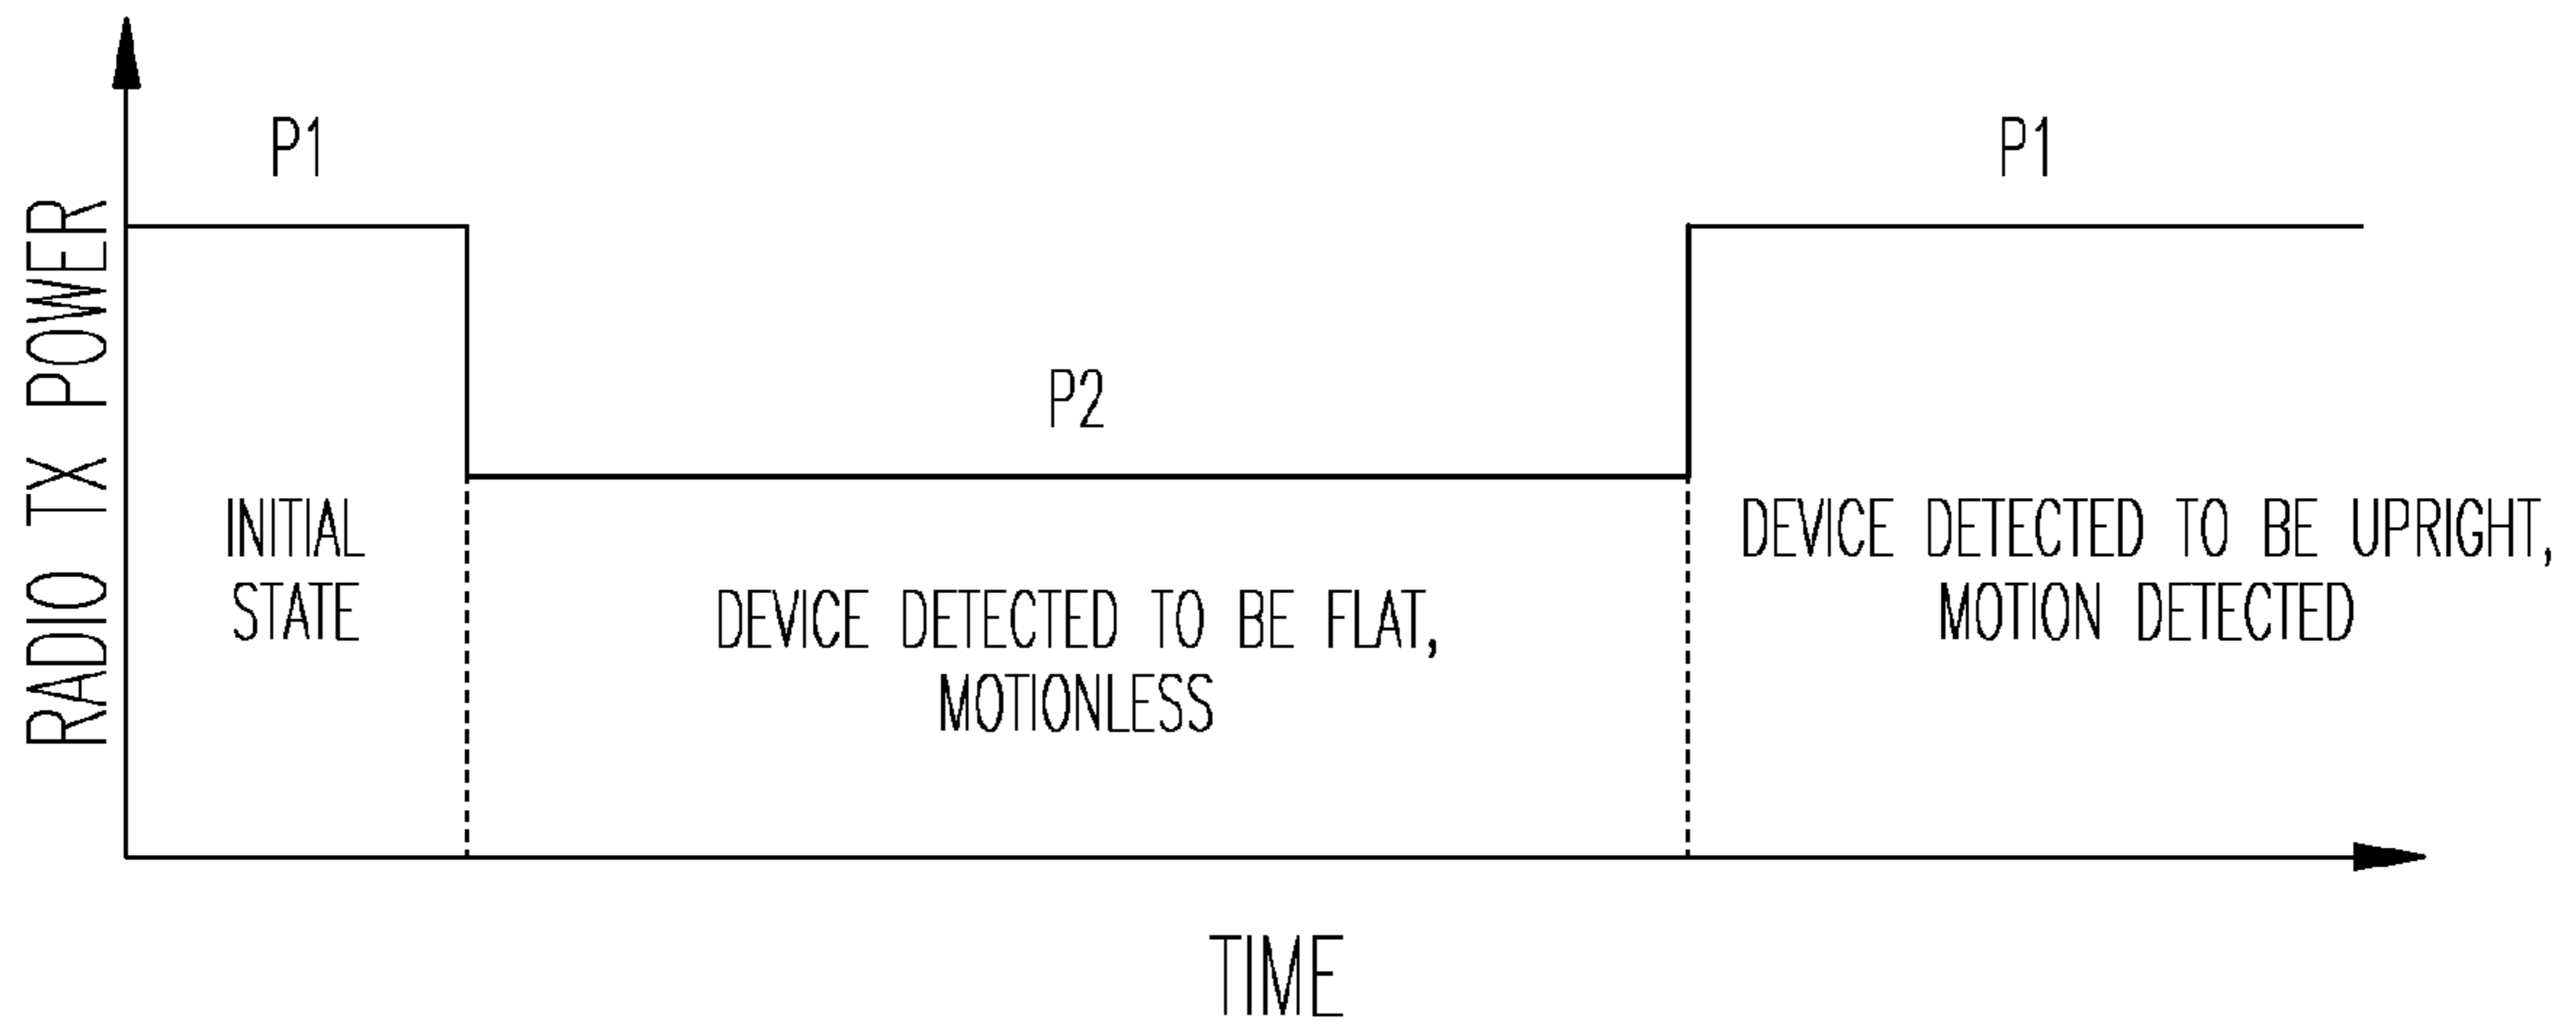 P1
P1
RADIO TX POWER
P2
INITIAL
STATE
DEVICE DETECTED TO BE FLAT,
MOTIONLESS
DEVICE DETECTED TO BE UPRIGHT,
MOTION DETECTED
TIME